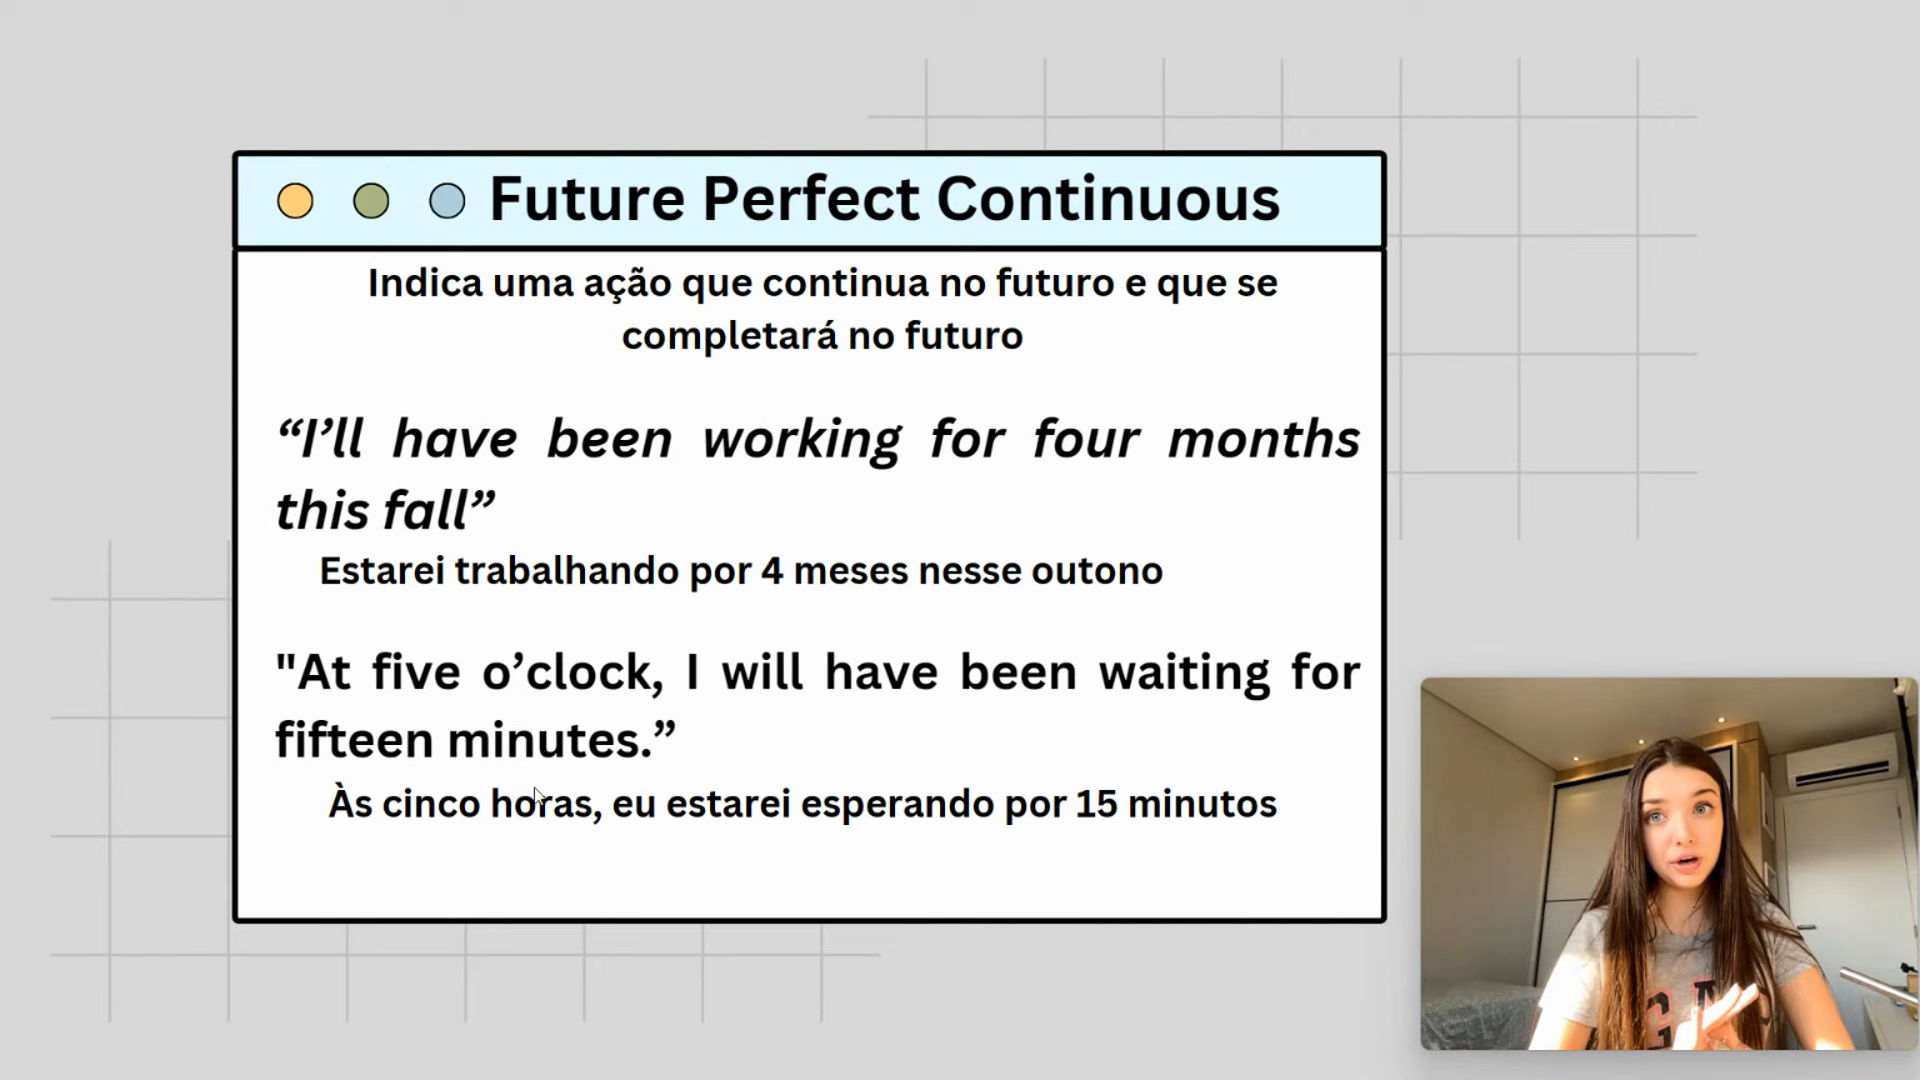 Future Perfect Continuous
Indica uma ação que continua no futuro e que se
completará no futuro
“I’ll have been working for four months
this fall”
Estarei trabalhando por 4 meses nesse outono
"At five o’clock, I will have been waiting for
fifteen minutes.”
Às cinco horas, eu estarei esperando por 15 minutos